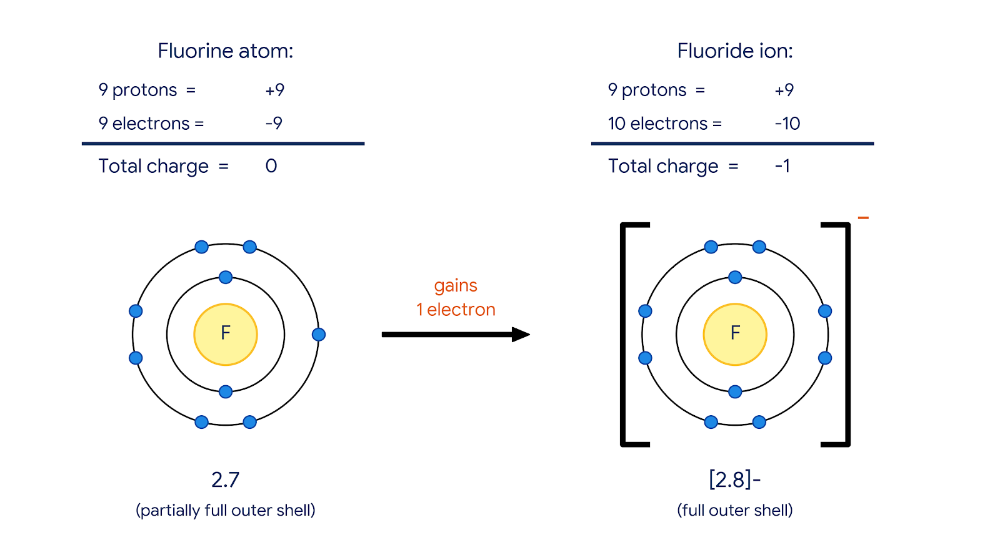 Fluorine atom:
9 protons = +9
9 electrons = -9
Total charge = 0
Fluoride ion:
9 protons = +9
10 electrons = -10
Total charge = -1
F
2.7
(partially full outer shell)
gains
1 electron
–
F
[2.8]-
(full outer shell)